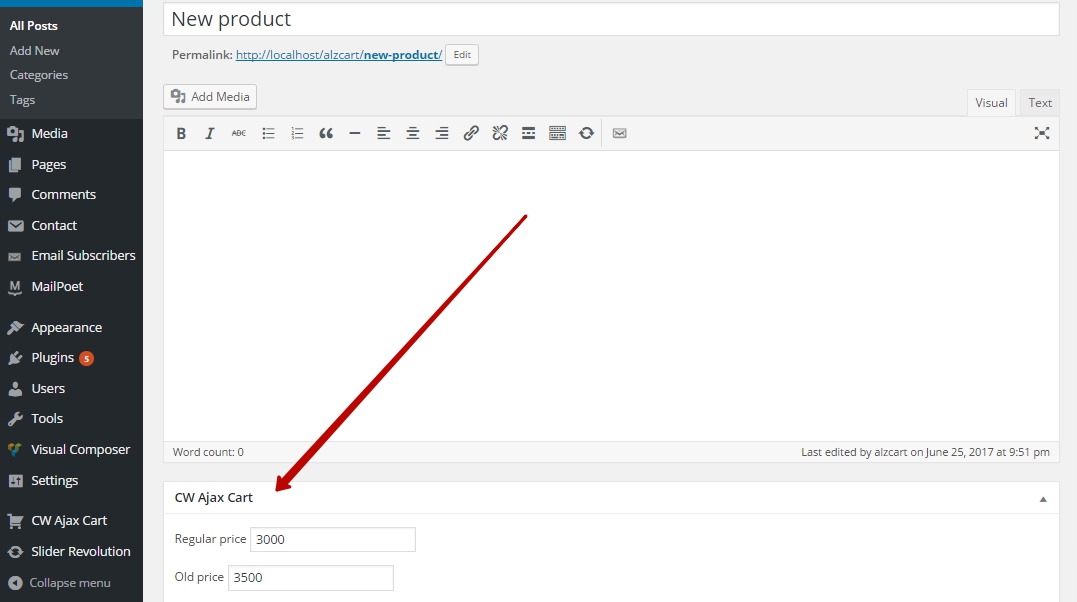 All Posts
Add New
Categories
Tags
Media
Pages
Comments
Contact
Email Subscribers
MailPoet
Appearance
Plugins 5
Users
Tools
Visual Composer
Settings
CW Ajax Cart
Slider Revolution
Collapse menu
New product
Permalink: http://localhost/alzcart/new-product/ Edit
Add Media
Visual Text
B I ABC
Word count: 0 Last edited by alzcart on June 25, 2017 at 9:51 pm
CW Ajax Cart
Regular price 3000
Old price 3500